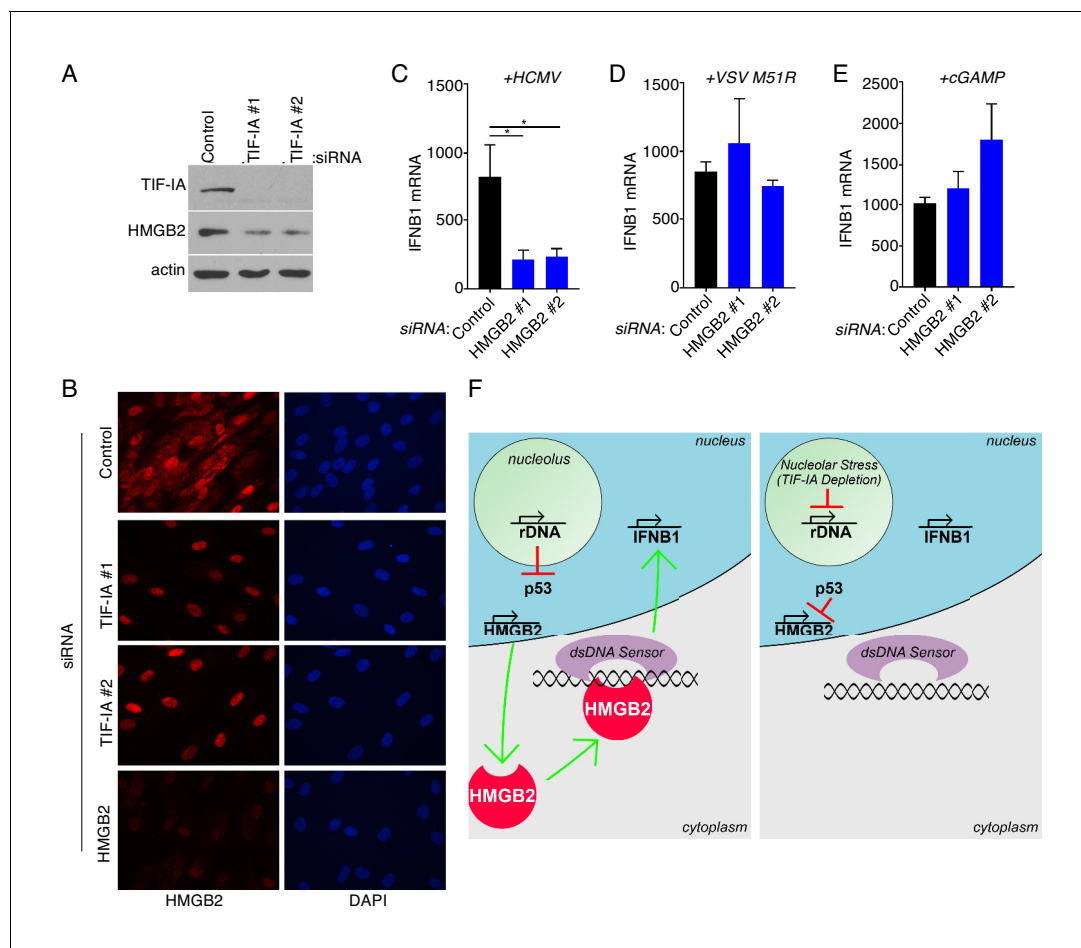 A
Control
TIF-IA #1
TIF-IA #2
:siRNA
TIF-IA
HMGB2
actin
C
+HCMV
IFNB1 mRNA
1500
1000
500
0
*
*
siRNA:
Control
HMGB2 #1
HMGB2 #2
D
+VSV M51R
IFNB1 mRNA
1500
1000
500
0
siRNA:
Control
HMGB2 #1
HMGB2 #2
E
+cGAMP
IFNB1 mRNA
2500
2000
1500
1000
500
0
siRNA:
Control
HMGB2 #1
HMGB2 #2
B
siRNA
Control
TIF-IA #1
TIF-IA #2
HMGB2
HMGB2
DAPI
F
nucleus
nucleolus
rDNA
IFNB1
p53
HMGB2
dsDNA Sensor
HMGB2
HMGB2
cytoplasm
nucleus
Nucleolar Stress
(TIF-IA Depletion)
rDNA
IFNB1
p53
HMGB2
dsDNA Sensor
cytoplasm